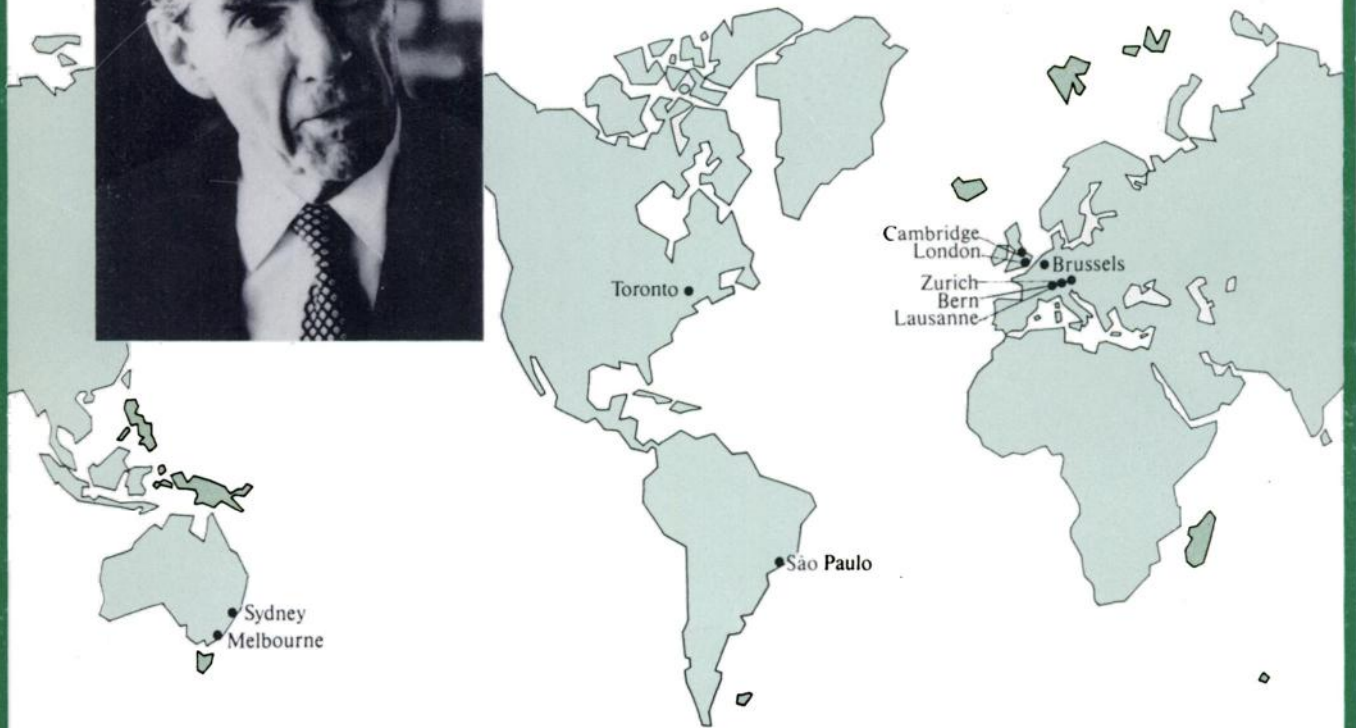 Cambridge
London
Brussels
Zurich
Bern
Lausanne
Toronto
São Paulo
Sydney
Melbourne